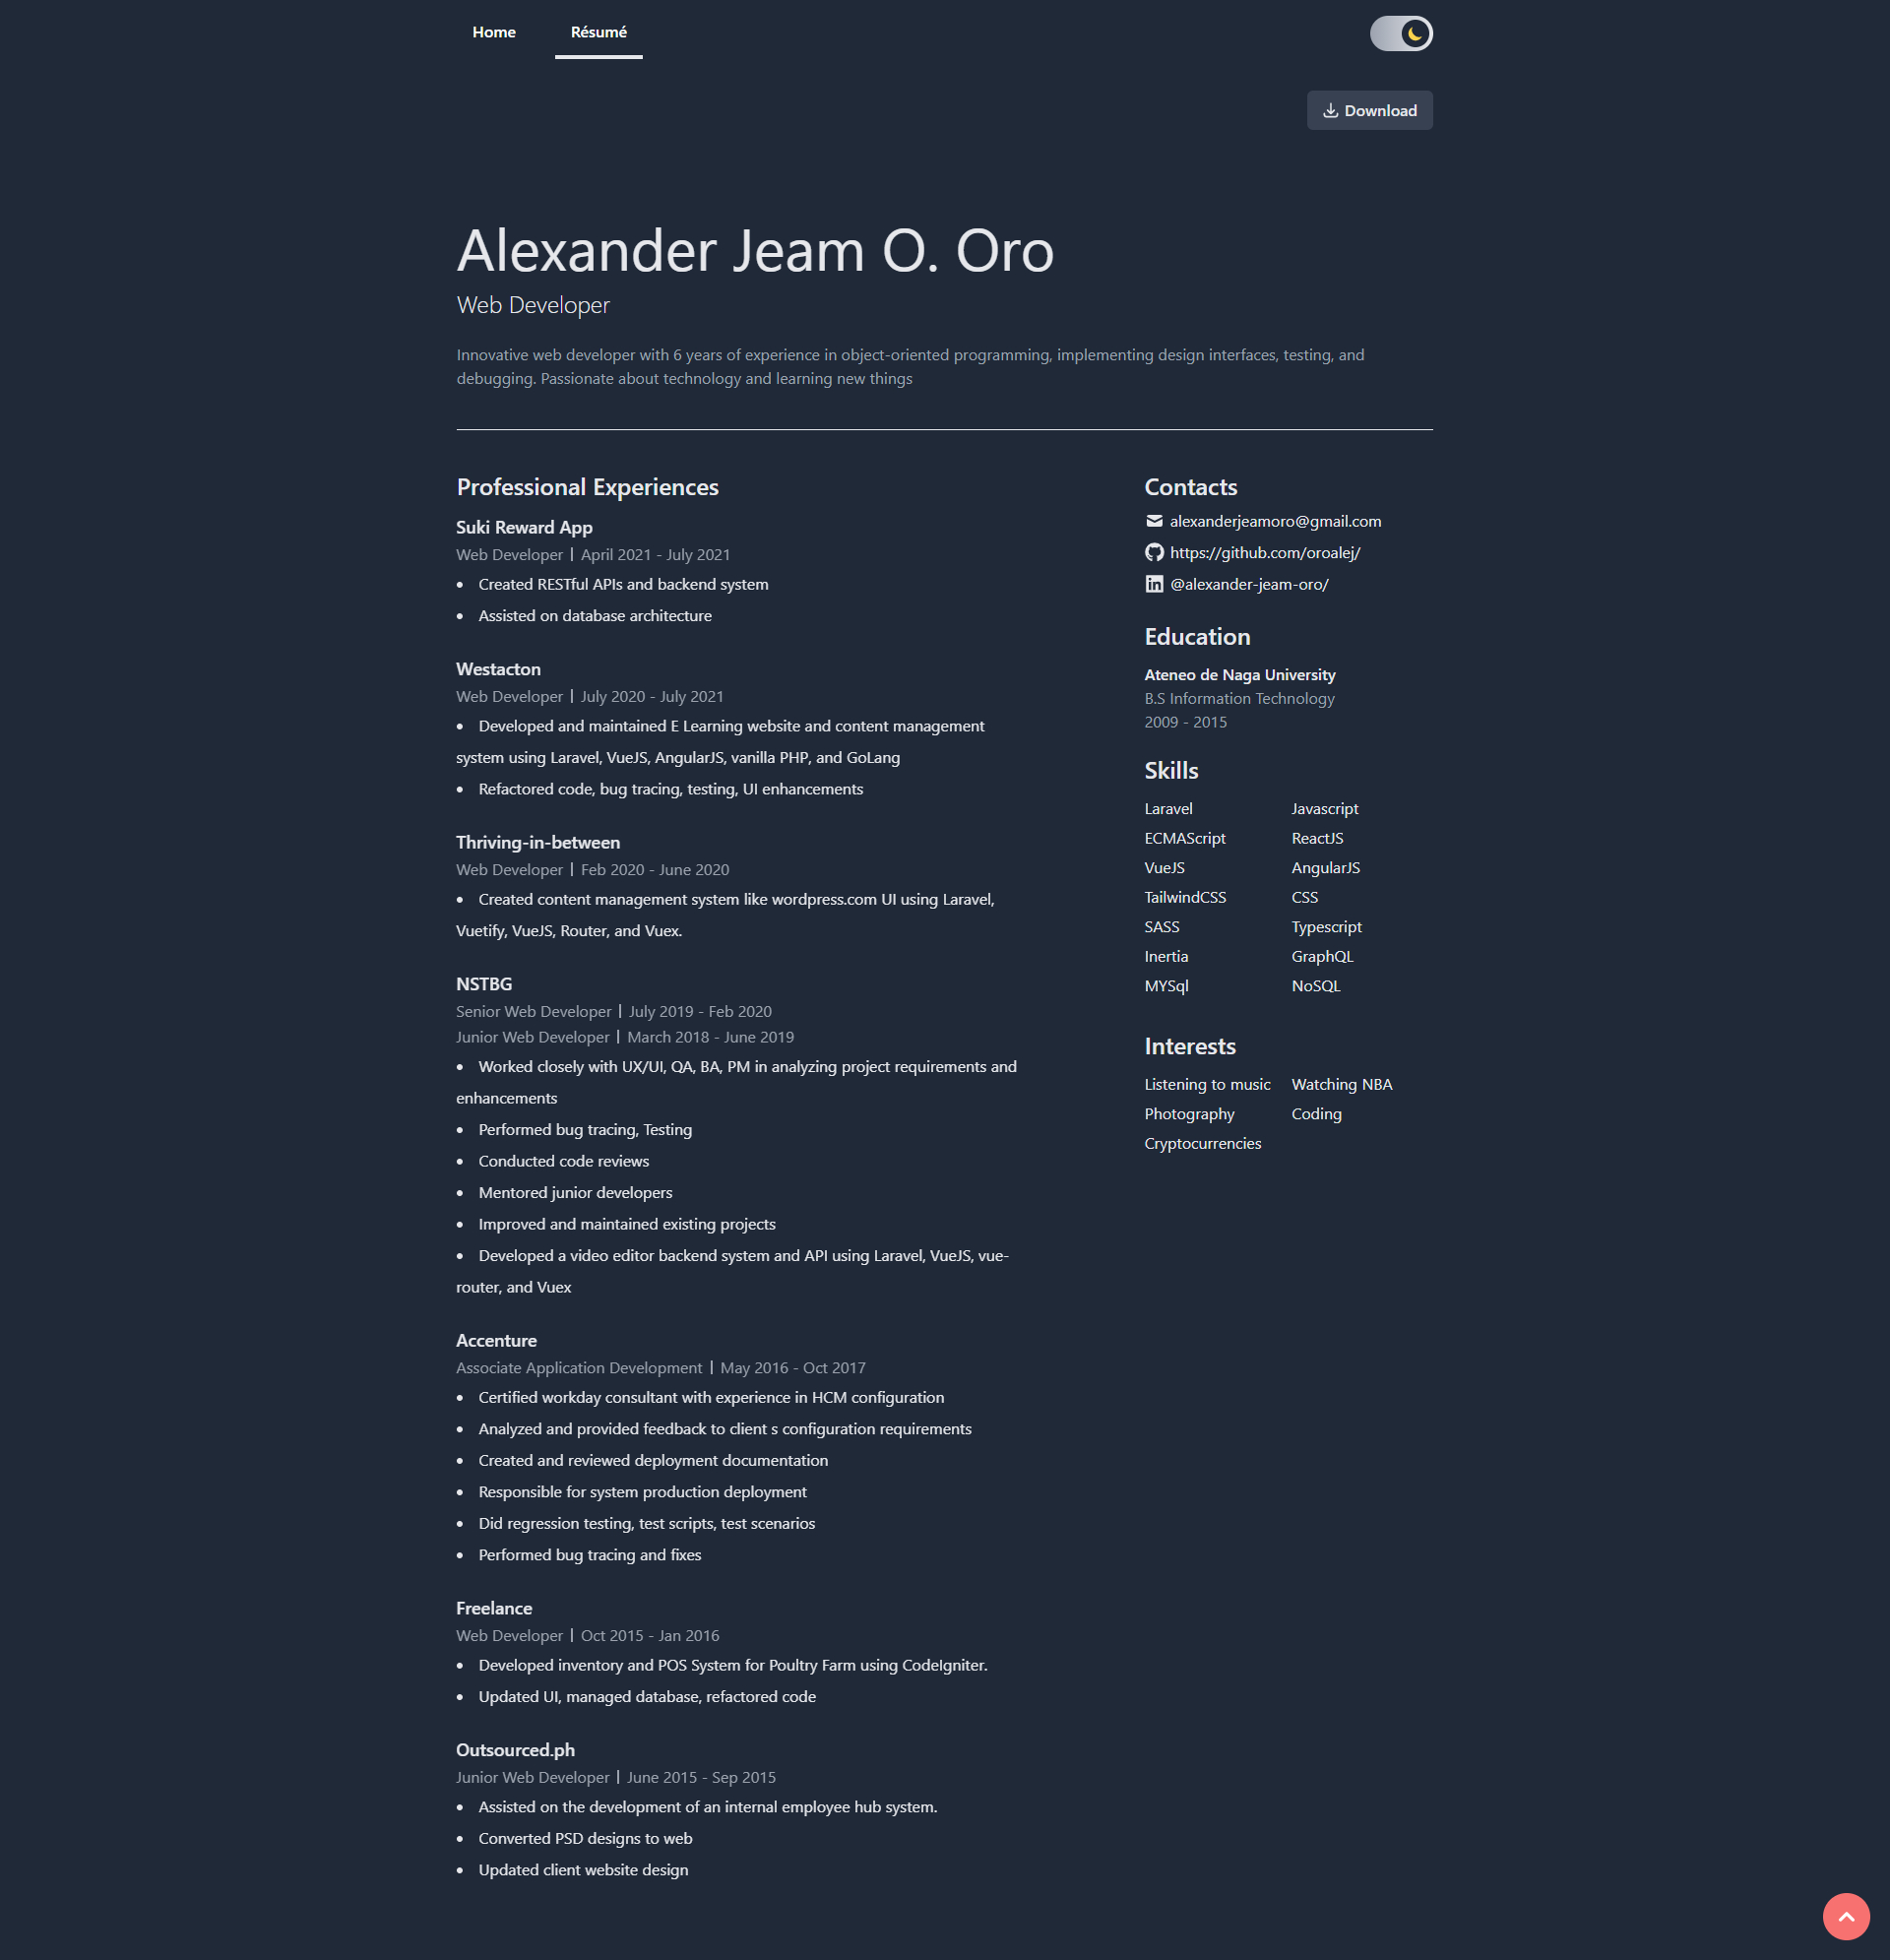 Home
Résumé
Download
Alexander Jeam O. Oro
Web Developer
Innovative web developer with 6 years of experience in object-oriented programming, implementing design interfaces, testing, and
debugging. Passionate about technology and learning new things
Professional Experiences
Suki Reward App
Web Developer | April 2021 - July 2021
• Created RESTful APIs and backend system
• Assisted on database architecture
Westacton
Web Developer | July 2020 - July 2021
• Developed and maintained E Learning website and content management
system using Laravel, VueJS, AngularJS, vanilla PHP, and GoLang
• Refactored code, bug tracing, testing, UI enhancements
Thriving-in-between
Web Developer | Feb 2020 - June 2020
• Created content management system like wordpress.com UI using Laravel,
Vuetify, VueJS, Router, and Vuex.
NSTBG
Senior Web Developer | July 2019 - Feb 2020
Junior Web Developer | March 2018 - June 2019
• Worked closely with UX/UI, QA, BA, PM in analyzing project requirements and
enhancements
• Performed bug tracing, Testing
• Conducted code reviews
• Mentored junior developers
• Improved and maintained existing projects
• Developed a video editor backend system and API using Laravel, VueJS, vue-
router, and Vuex
Accenture
Associate Application Development | May 2016 - Oct 2017
• Certified workday consultant with experience in HCM configuration
• Analyzed and provided feedback to client s configuration requirements
• Created and reviewed deployment documentation
• Responsible for system production deployment
• Did regression testing, test scripts, test scenarios
• Performed bug tracing and fixes
Freelance
Web Developer | Oct 2015 - Jan 2016
• Developed inventory and POS System for Poultry Farm using CodeIgniter.
• Updated UI, managed database, refactored code
Outsourced.ph
Junior Web Developer | June 2015 - Sep 2015
• Assisted on the development of an internal employee hub system.
• Converted PSD designs to web
• Updated client website design
Contacts
alexanderjeamoro@gmail.com
https://github.com/oroalej/
@alexander-jeam-oro/
Education
Ateneo de Naga University
B.S Information Technology
2009 - 2015
Skills
Laravel Javascript
ECMAScript ReactJS
VueJS AngularJS
TailwindCSS CSS
SASS Typescript
Inertia GraphQL
MYSql NoSQL
Interests
Listening to music Watching NBA
Photography Coding
Cryptocurrencies